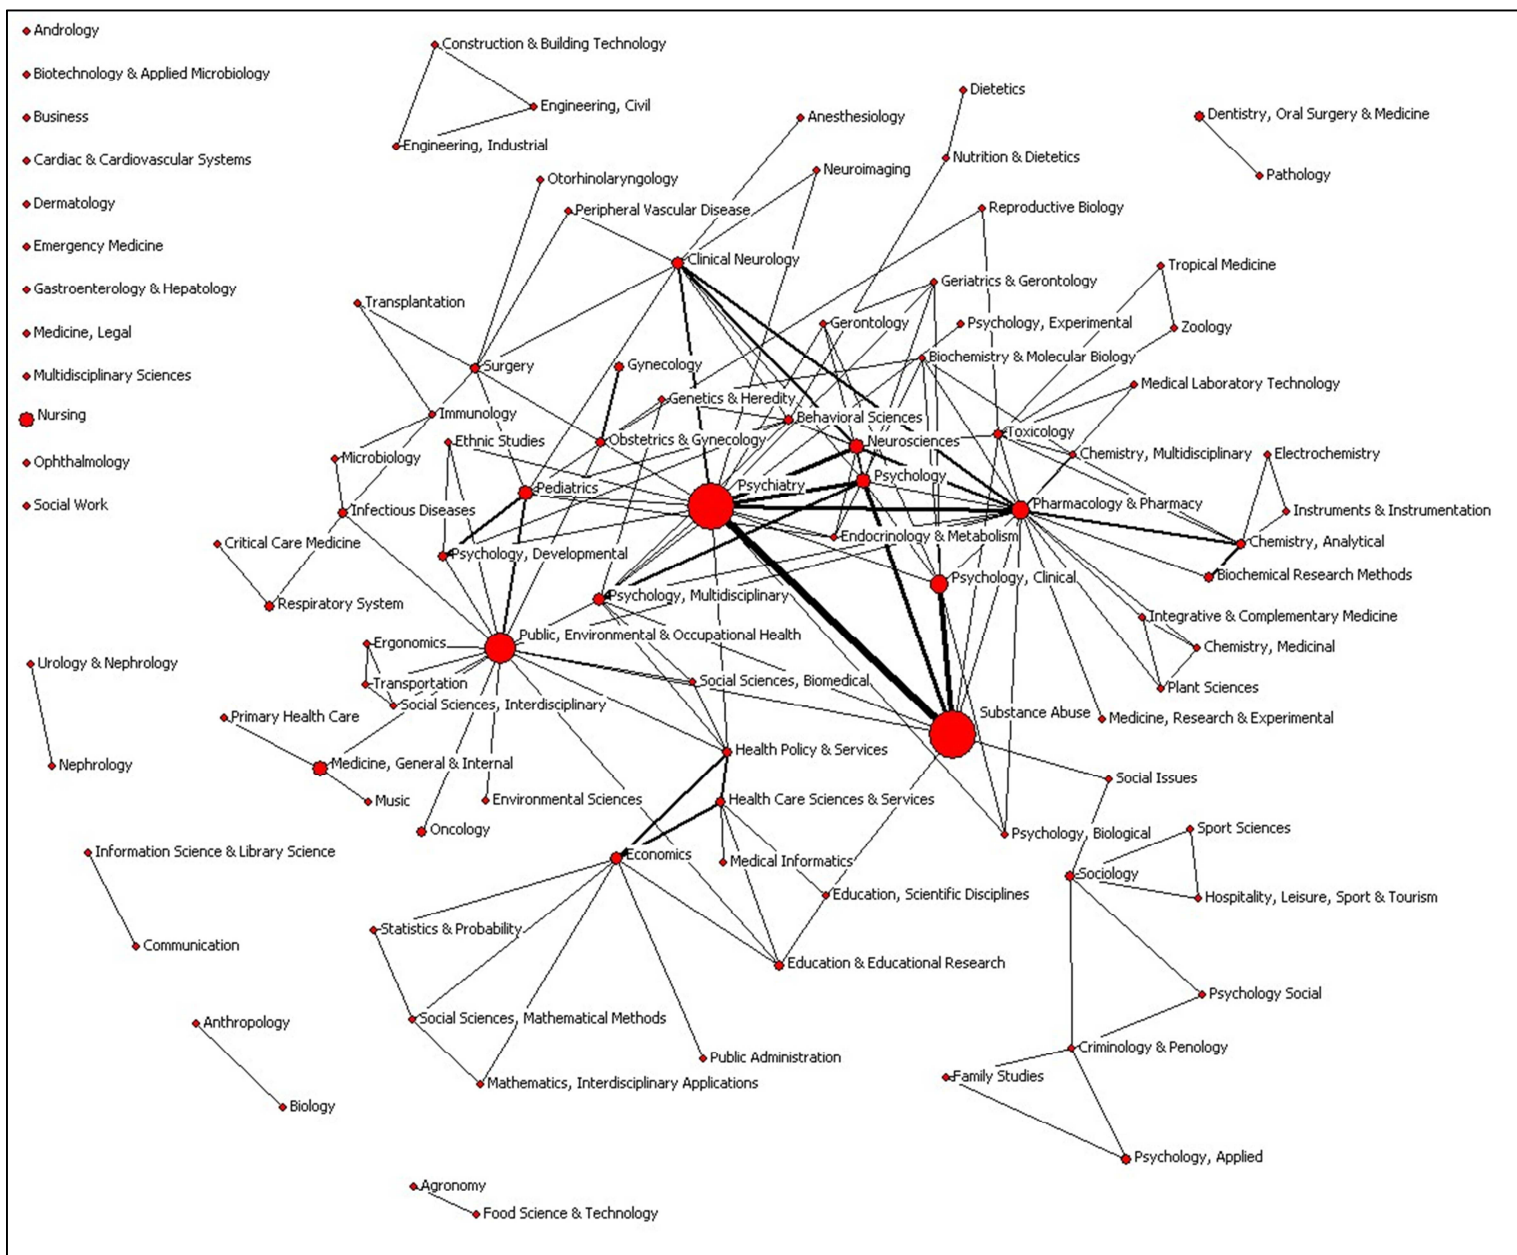 Andrology
Biotechnology & Applied Microbiology
Business
Cardiac & Cardiovascular Systems
Dermatology
Emergency Medicine
Gastroenterology & Hepatology
Medicine, Legal
Multidisciplinary Sciences
Nursing
Ophthalmology
Social Work
Construction & Building Technology
Engineering, Civil
Engineering, Industrial
Dietetics
Anesthesiology
Dentistry, Oral Surgery & Medicine
Nutrition & Dietetics
Neuroimaging
Pathology
Otorhinolaryngology
Peripheral Vascular Disease
Reproductive Biology
Clinical Neurology
Tropical Medicine
Geriatrics & Gerontology
Transplantation
Gerontology
Psychology, Experimental
Zoology
Biochemistry & Molecular Biology
Surgery
Gynecology
Medical Laboratory Technology
Genetics & Heredity
Immunology
Behavioral Sciences
Toxicology
Ethnic Studies
Obstetrics & Gynecology
Neurosciences
Microbiology
Chemistry, Multidisciplinary
Electrochemistry
Psychology
Psychiatry
Pediatrics
Pharmacology & Pharmacy
Infectious Diseases
Instruments & Instrumentation
Critical Care Medicine
Endocrinology & Metabolism
Chemistry, Analytical
Psychology, Developmental
Biochemical Research Methods
Psychology, Clinical
Psychology, Multidisciplinary
Respiratory System
Integrative & Complementary Medicine
Public, Environmental & Occupational Health
Ergonomics
Chemistry, Medicinal
Urology & Nephrology
Social Sciences, Biomedical
Transportation
Plant Sciences
Social Sciences, Interdisciplinary
Substance Abuse
Primary Health Care
Medicine, Research & Experimental
Health Policy & Services
Nephrology
Medicine, General & Internal
Social Issues
Music
Environmental Sciences
Health Care Sciences & Services
Oncology
Psychology, Biological
Sport Sciences
Information Science & Library Science
Economics
Medical Informatics
Sociology
Education, Scientific Disciplines
Hospitality, Leisure, Sport & Tourism
Statistics & Probability
Communication
Education & Educational Research
Psychology Social
Anthropology
Social Sciences, Mathematical Methods
Criminology & Penology
Public Administration
Family Studies
Mathematics, Interdisciplinary Applications
Biology
Psychology, Applied
Agronomy
Food Science & Technology